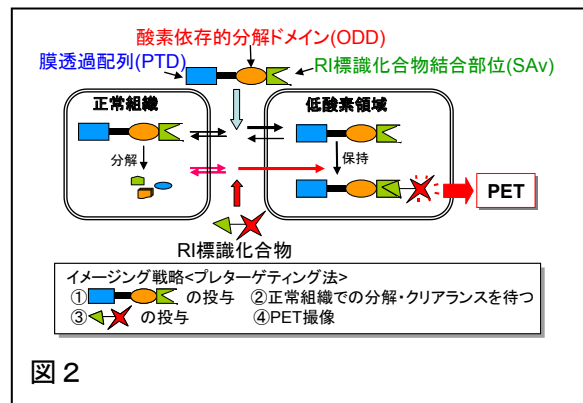 酸素依存的分解ドメイン(ODD)
膜透過配列(PTD)
RI標識化合物結合部位(SAv)
正常組織
低酸素領域
分解
保持
PET
RI標識化合物
イメージング戦略<プレターゲティング法>
① の投与 ②正常組織での分解・クリアランスを待つ
③ の投与 ④PET撮像
図2